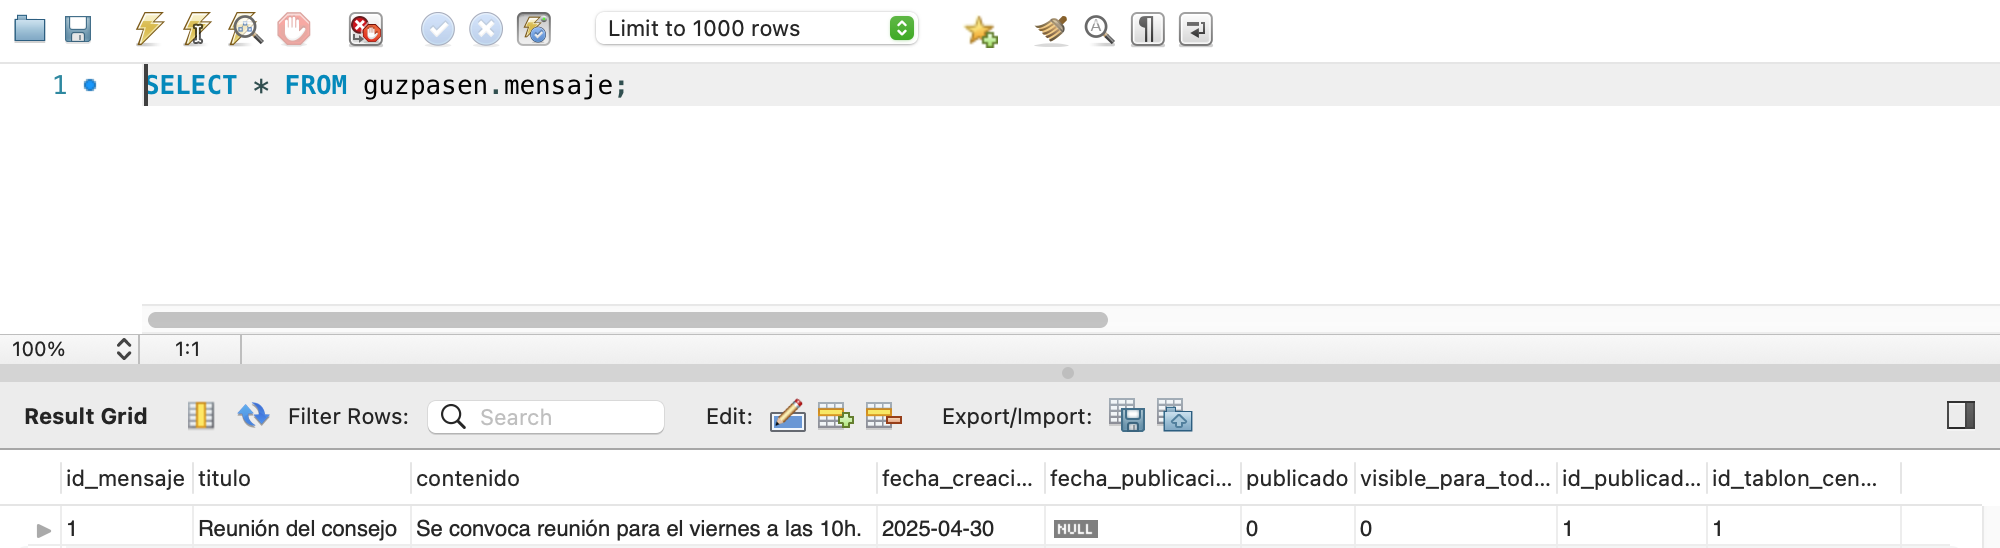 Limit to 1000 rows
1 SELECT * FROM guzpasen.mensaje;
100% 1:1
Result Grid Filter Rows: Search Edit: Export/Import:
id_mensaje titulo contenido fecha_creaci... fecha_publicaci... publicado visible_para_tod... id_publicad... id_tablon_cen...
1 Reunión del consejo Se convoca reunión para el viernes a las 10h. 2025-04-30 NULL 0 0 1 1